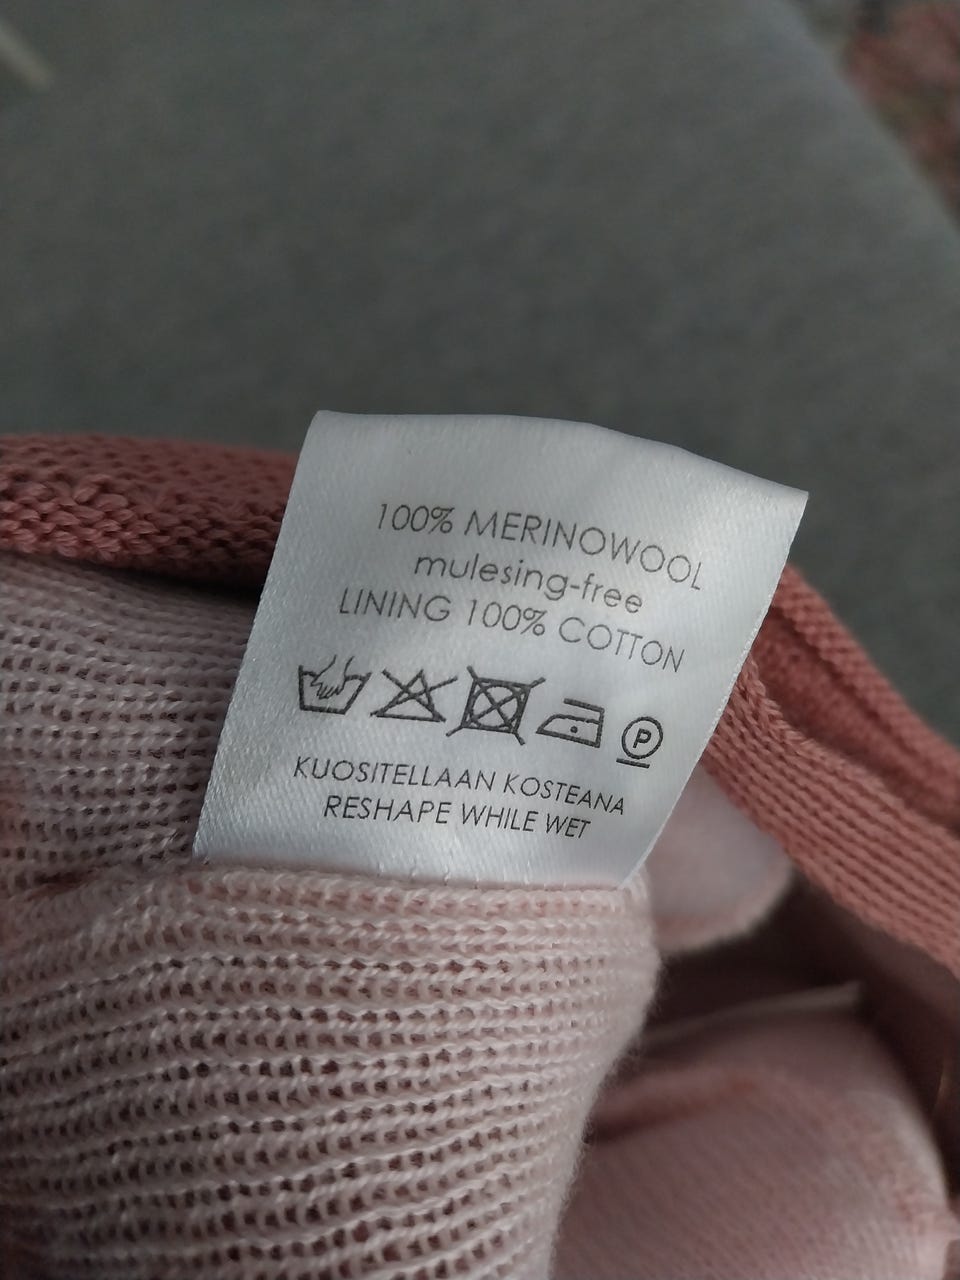 100% MERINOWOOL
mulesing-free
LINING 100% COTTON
P
KUOSITELLAAN KOSTEANA
RESHAPE WHILE WET